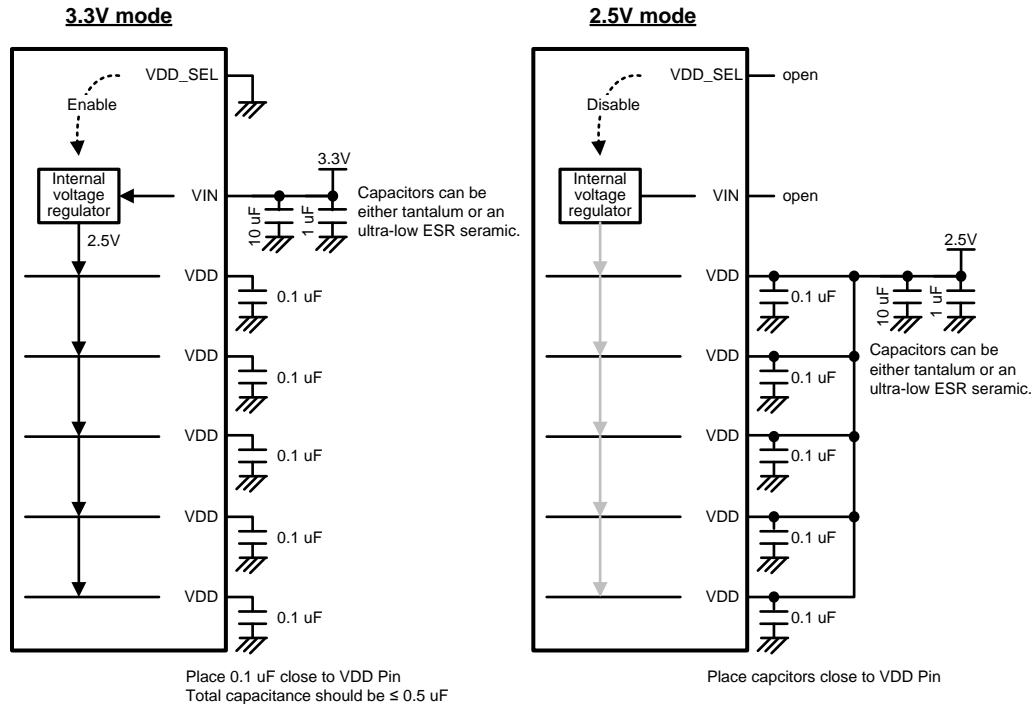 3.3V mode
VDD_SEL
Enable
3.3V
Internal
voltage
regulator
VIN
10 uF
1 uF
Capacitors can be
either tantalum or an
ultra-low ESR seramic.
2.5V
VDD
0.1 uF
VDD
0.1 uF
VDD
0.1 uF
VDD
0.1 uF
VDD
0.1 uF
Place 0.1 uF close to VDD Pin
Total capacitance should be ≤ 0.5 uF
2.5V mode
VDD_SEL
open
Disable
Internal
voltage
regulator
VIN
open
2.5V
VDD
0.1 uF
10 uF
1 uF
Capacitors can be
either tantalum or an
ultra-low ESR seramic.
VDD
0.1 uF
VDD
0.1 uF
VDD
0.1 uF
VDD
0.1 uF
Place capcitors close to VDD Pin